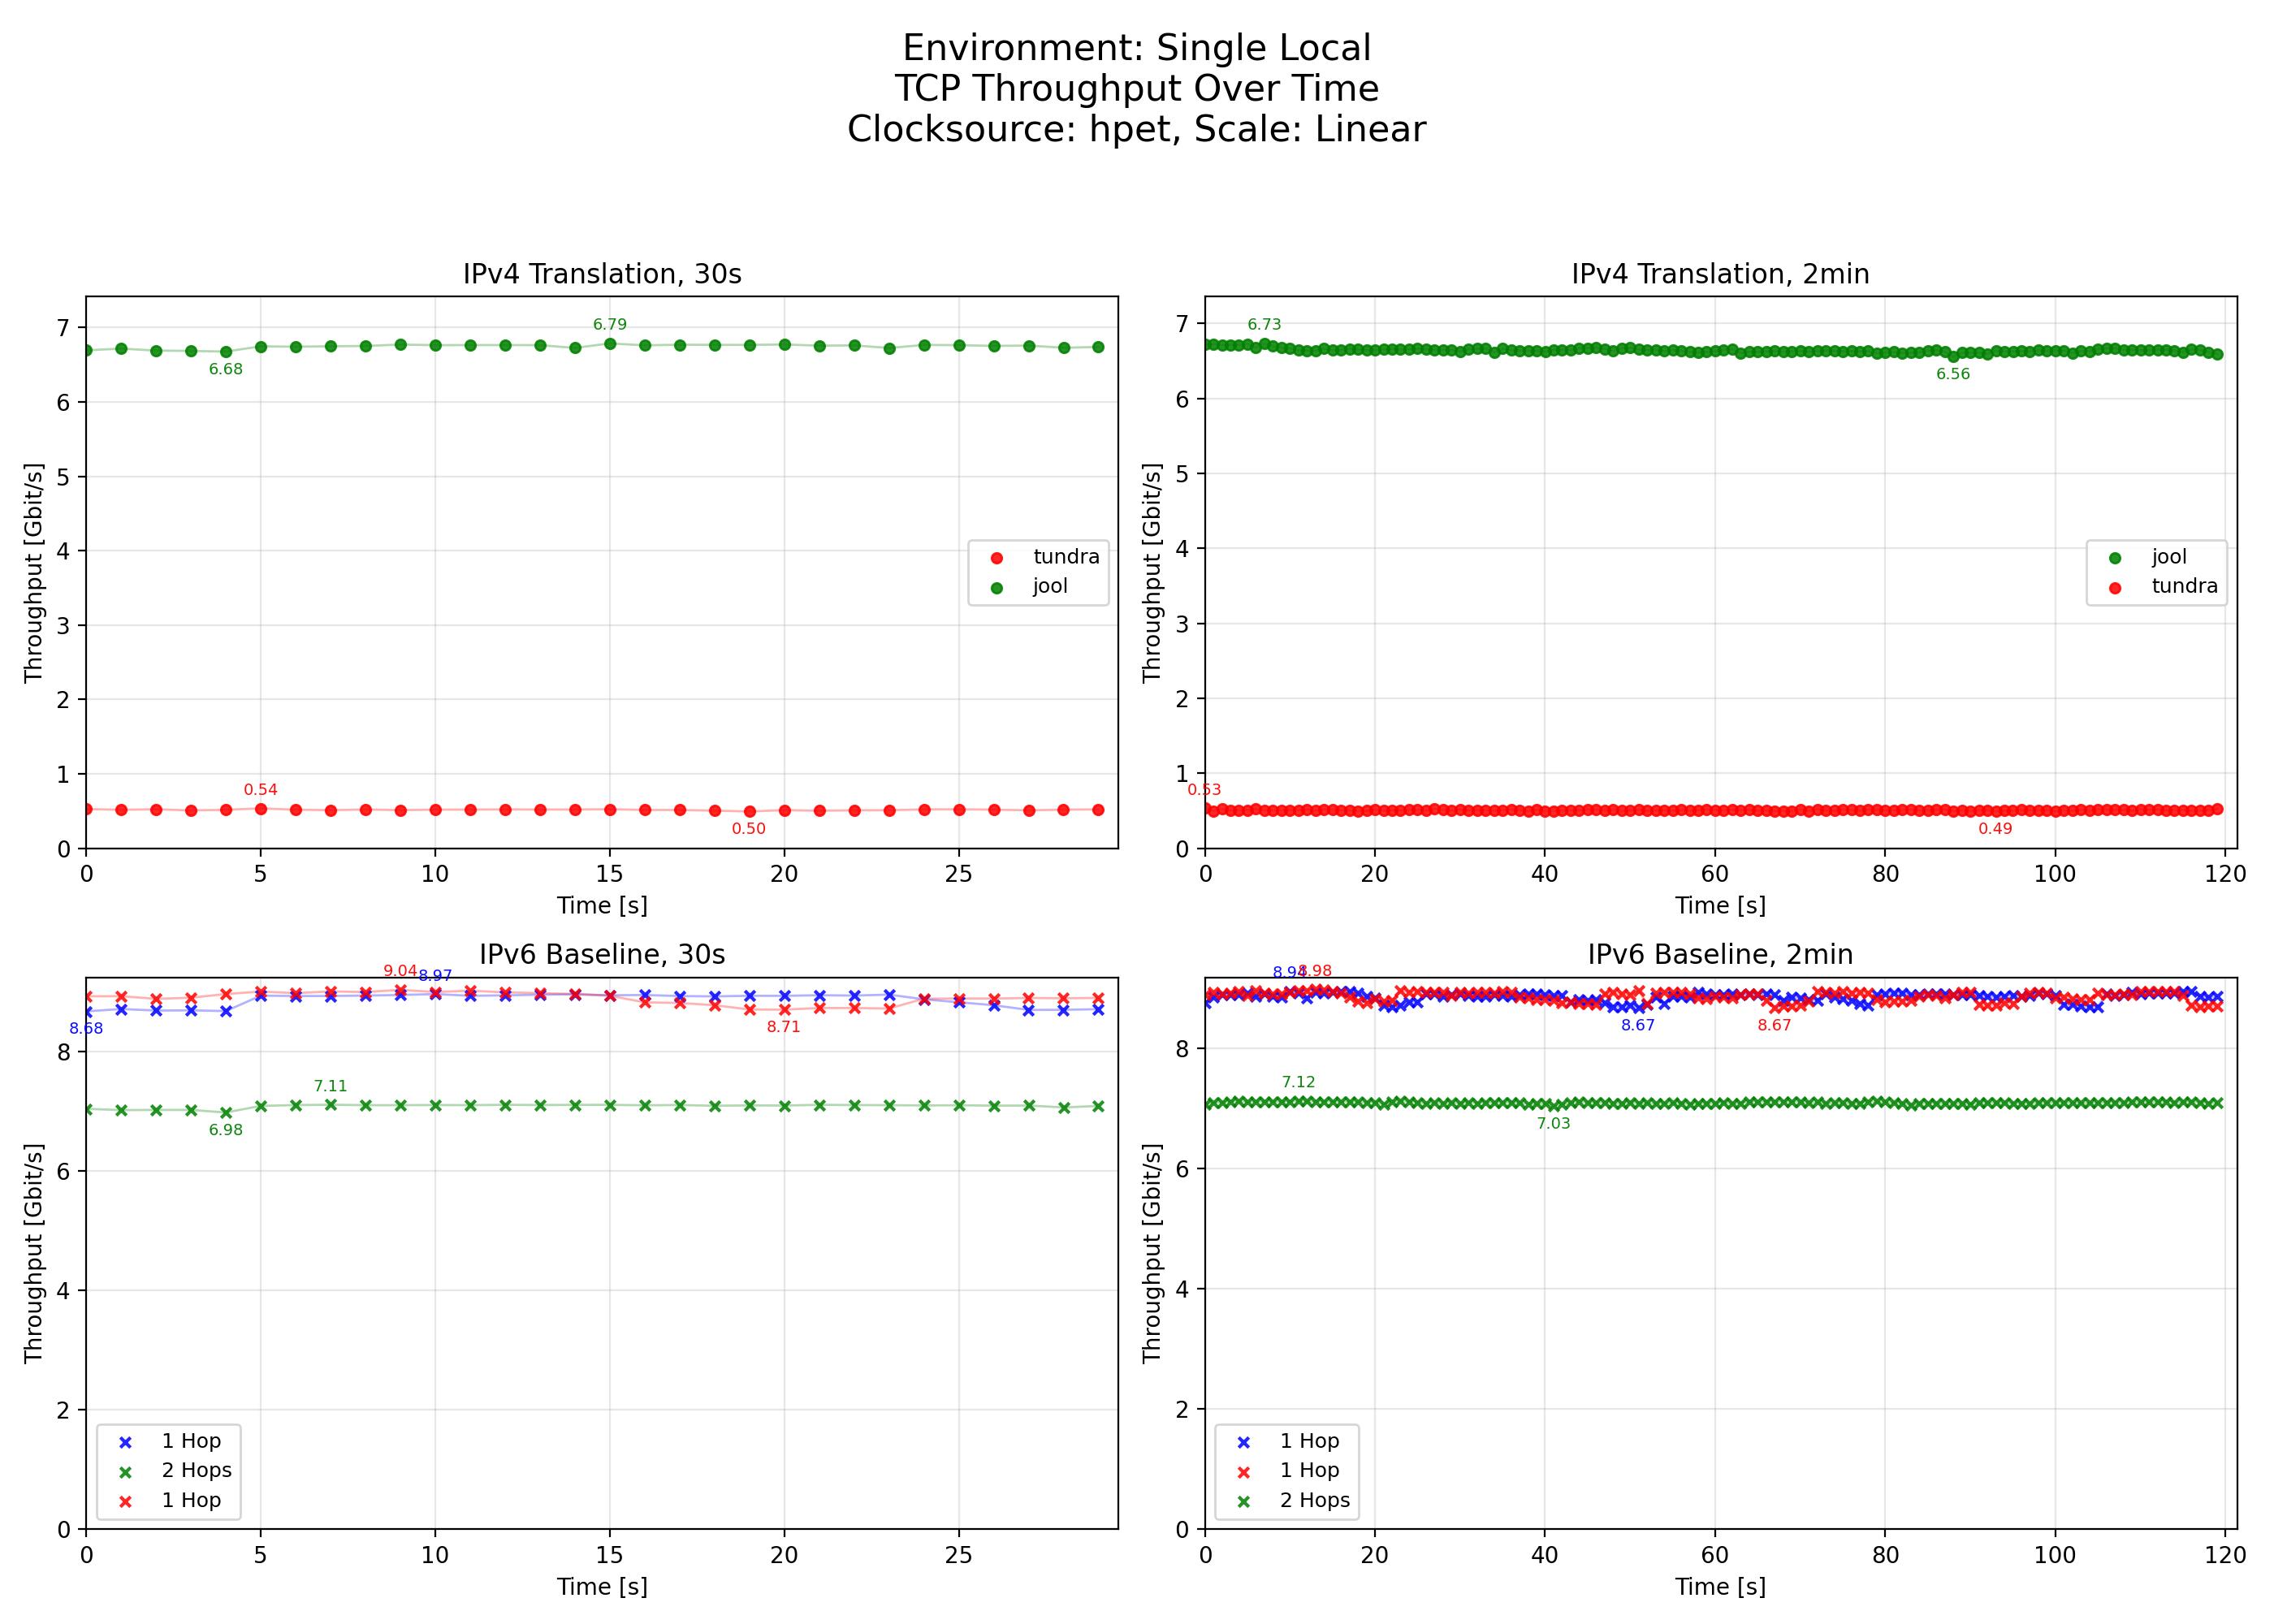 Environment: Single Local
TCP Throughput Over Time
Clocksource: hpet, Scale: Linear
IPv4 Translation, 30s
Throughput [Gbit/s]
7
6
5
4
3
2
1
0
6.79
6.68
0.54
0.50
tundra
jool
0
5
10
15
20
25
Time [s]
IPv4 Translation, 2min
Throughput [Gbit/s]
7
6
5
4
3
2
1
0
6.73
6.56
0.53
0.49
jool
tundra
0
20
40
60
80
100
120
Time [s]
IPv6 Baseline, 30s
Throughput [Gbit/s]
8
6
4
2
0
9.04
8.97
8.68
8.71
7.11
6.98
1 Hop
2 Hops
1 Hop
0
5
10
15
20
25
Time [s]
IPv6 Baseline, 2min
Throughput [Gbit/s]
8
6
4
2
0
8.94
8.98
8.67
8.67
7.12
7.03
1 Hop
1 Hop
2 Hops
0
20
40
60
80
100
120
Time [s]